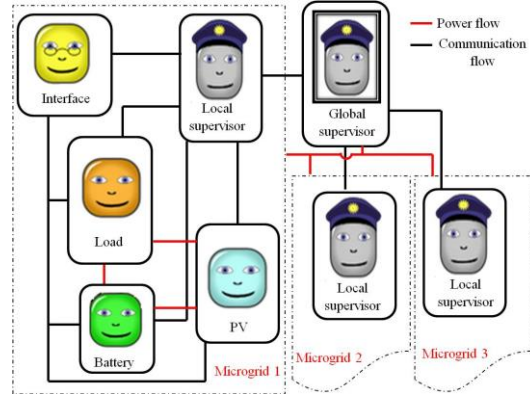 Power flow
Communication
flow
Interface
Local
supervisor
Global
supervisor
Load
Battery
PV
Microgrid 1
Local
supervisor
Microgrid 2
Local
supervisor
Microgrid 3